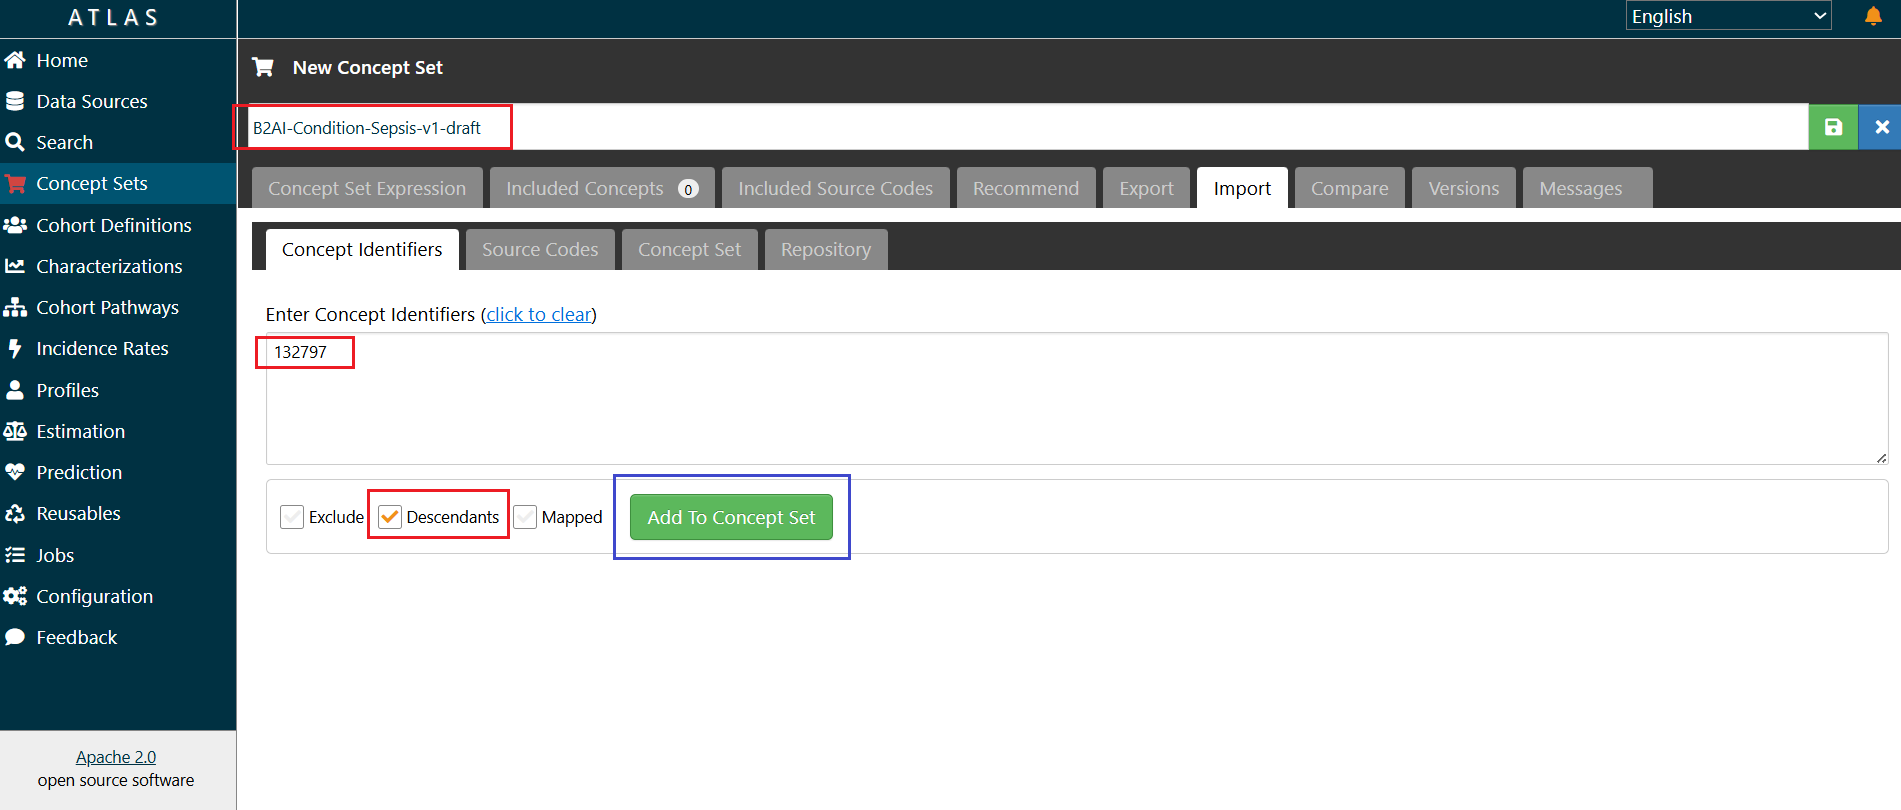 ATLAS
English
Home
Data Sources
Search
Concept Sets
Cohort Definitions
Characterizations
Cohort Pathways
Incidence Rates
Profiles
Estimation
Prediction
Reusables
Jobs
Configuration
Feedback
Apache 2.0
open source software
New Concept Set
B2AI-Condition-Sepsis-v1-draft
Concept Set Expression Included Concepts 0 Included Source Codes Recommend Export Import Compare Versions Messages
Concept Identifiers Source Codes Concept Set Repository
Enter Concept Identifiers (click to clear)
132797
Exclude Descendants Mapped Add To Concept Set